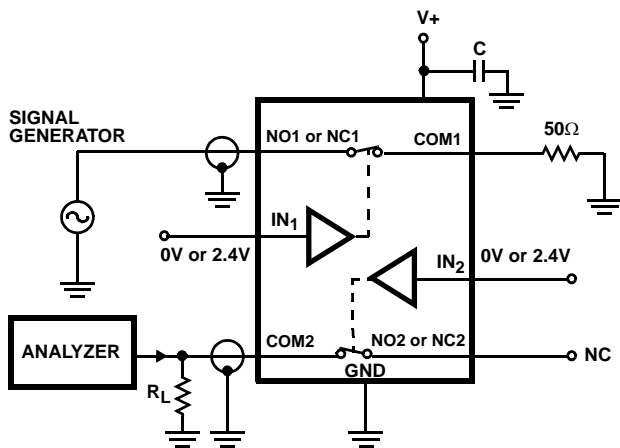 V+
C
SIGNAL
GENERATOR
NO1 or NC1
COM1
50Ω
IN1
0V or 2.4V
IN2
0V or 2.4V
ANALYZER
COM2
NO2 or NC2
NC
GND
RL